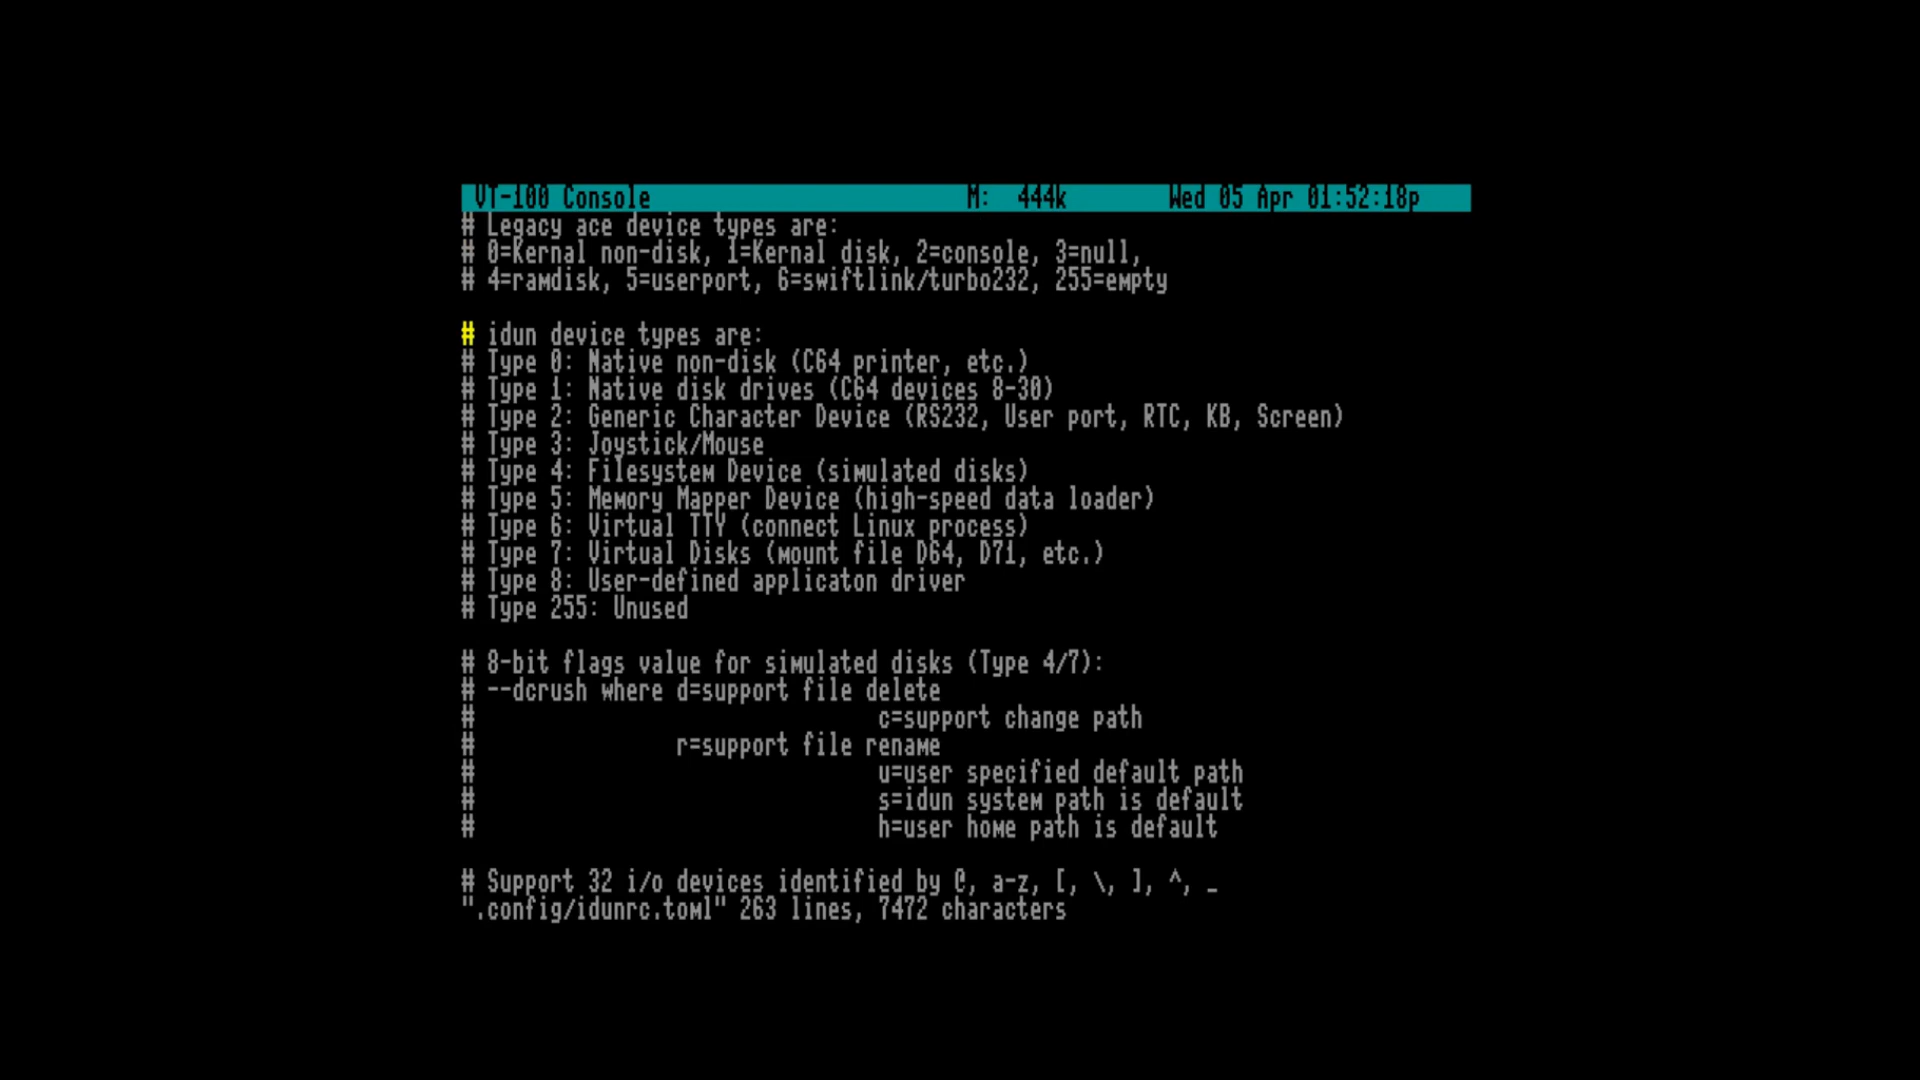 VT-100 Console M: 444k Wed 05 Apr 01:52:18p
# Legacy ace device types are:
# 0=Kernal non-disk, 1=Kernal disk, 2=console, 3=null,
# 4=ramdisk, 5=userport, 6=swiftlink/turbo232, 255=empty
# idun device types are:
# Type 0: Native non-disk (C64 printer, etc.)
# Type 1: Native disk drives (C64 devices 8-30)
# Type 2: Generic Character Device (RS232, User port, RTC, KB, Screen)
# Type 3: Joystick/Mouse
# Type 4: Filesystem Device (simulated disks)
# Type 5: Memory Mapper Device (high-speed data loader)
# Type 6: Virtual TTY (connect Linux process)
# Type 7: Virtual Disks (mount file D64, D71, etc.)
# Type 8: User-defined applicaton driver
# Type 255: Unused
# 8-bit flags value for simulated disks (Type 4/7):
# --dcrush where d=support file delete
# c=support change path
# r=support file rename
# u=user specified default path
# s=idun system path is default
# h=user home path is default
# Support 32 i/o devices identified by @, a-z, [, \, ], ^, _
".config/idunrc.toml" 263 lines, 7472 characters